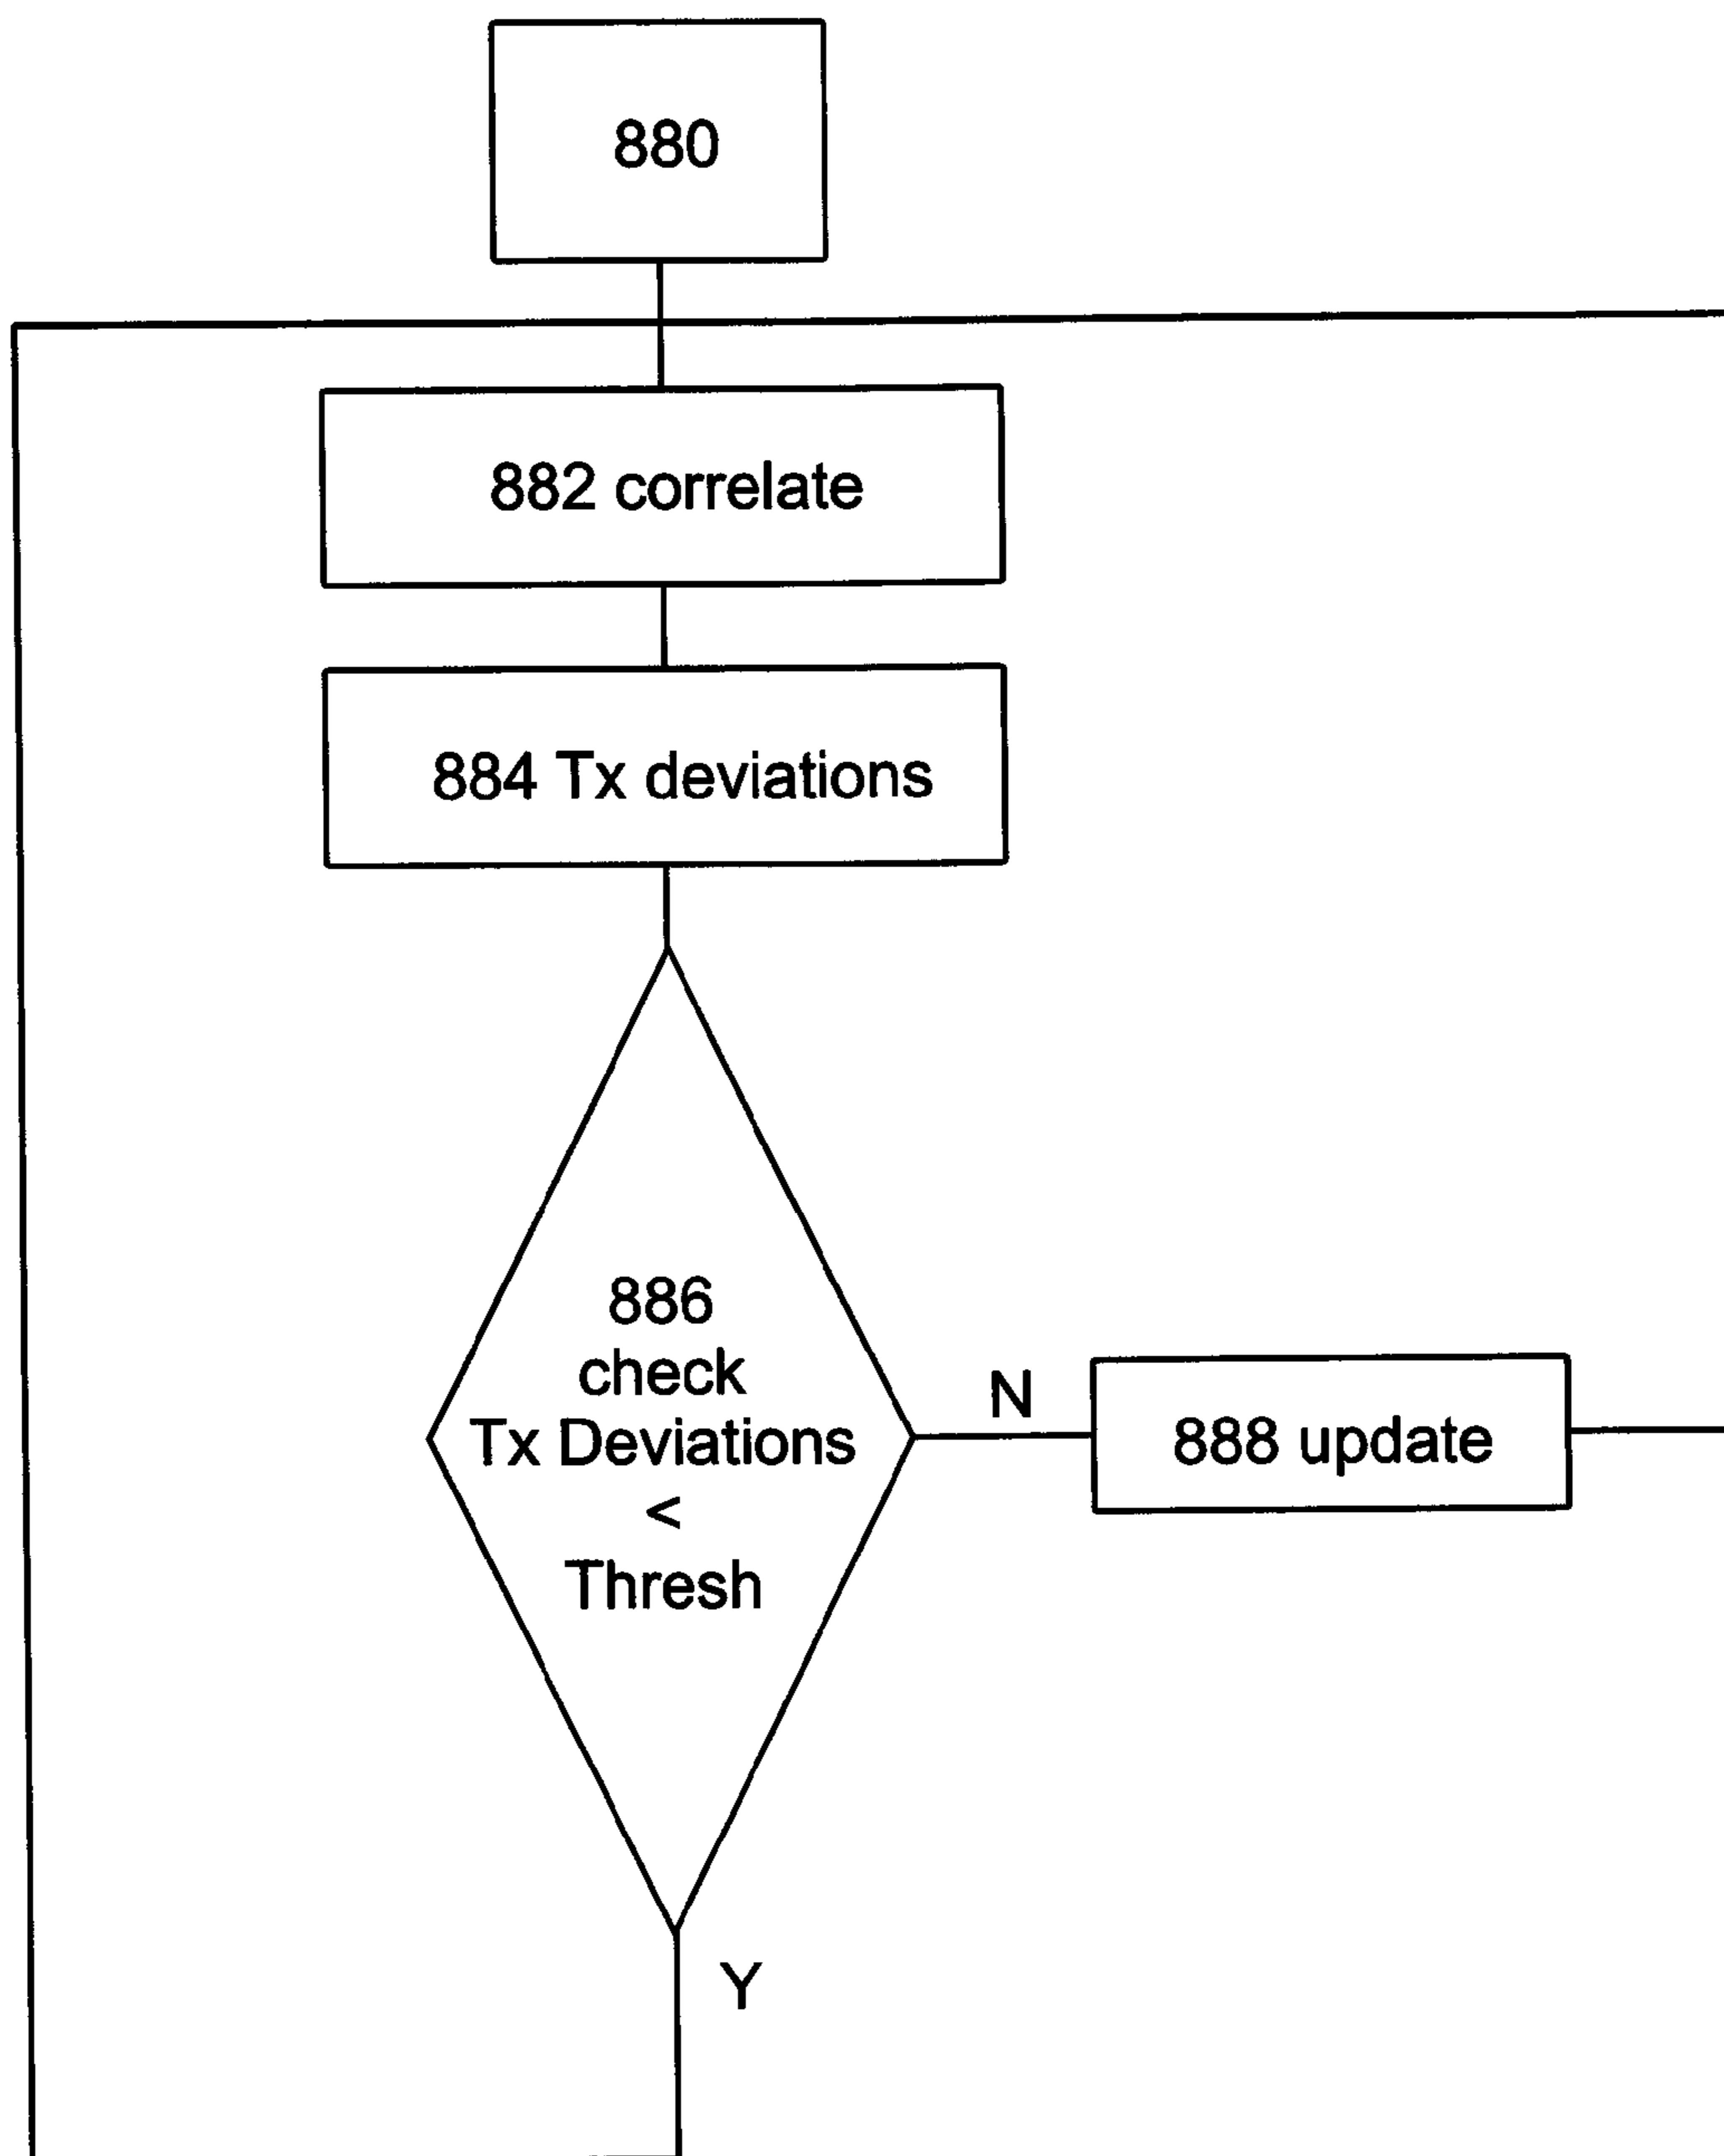 880
882 correlate
884 Tx deviations
886
check
Tx Deviations
<
Thresh
N
888 update
Y